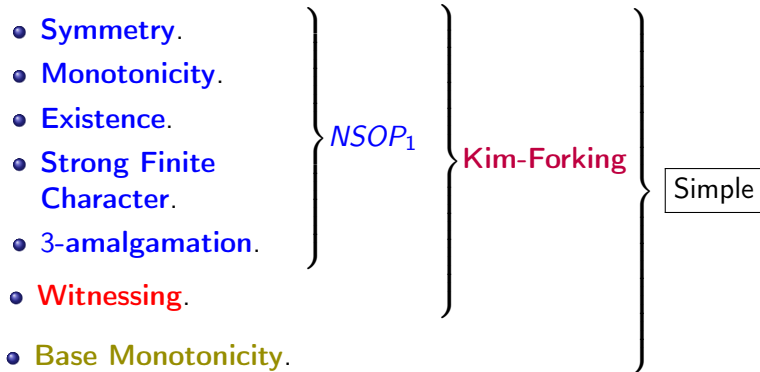 • Symmetry.
• Monotonicity.
• Existence.
• Strong Finite
Character.
• 3-amalgamation.
• Witnessing.
• Base Monotonicity.
NSOP₁
Kim-Forking
Simple